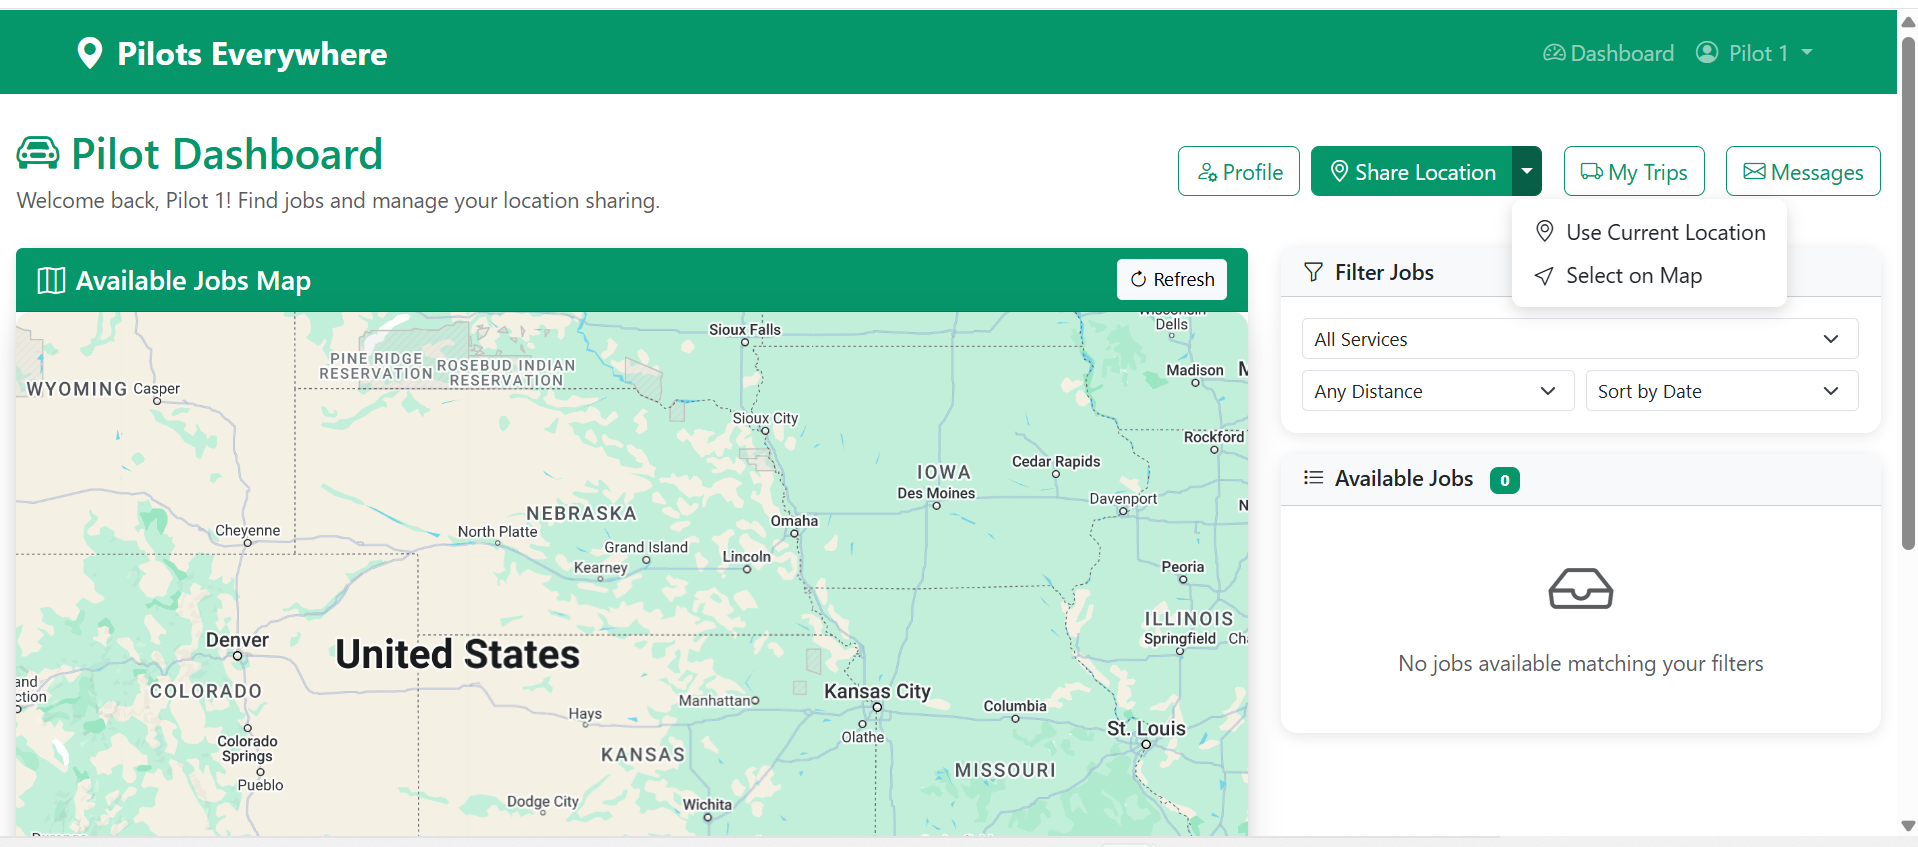 Pilots Everywhere
Dashboard
Pilot 1
Pilot Dashboard
Welcome back, Pilot 1! Find jobs and manage your location sharing.
Profile
Share Location
My Trips
Messages
Use Current Location
Select on Map
Available Jobs Map
Refresh
Filter Jobs
All Services
Any Distance
Sort by Date
Available Jobs 0
No jobs available matching your filters
Sioux Falls
Dells
PINE RIDGE
RESERVATION
ROSEBUD INDIAN
RESERVATION
Madison
WYOMING
Casper
Sioux City
Rockford
Cedar Rapids
IOWA
Des Moines
Davenport
NEBRASKA
Omaha
Cheyenne
North Platte
Grand Island
Lincoln
Kearney
Peoria
ILLINOIS
Springfield
Denver
United States
COLORADO
Kansas City
Manhattan
Columbia
Hays
St. Louis
Olathe
Colorado
Springs
KANSAS
MISSOURI
Pueblo
Dodge City
Wichita